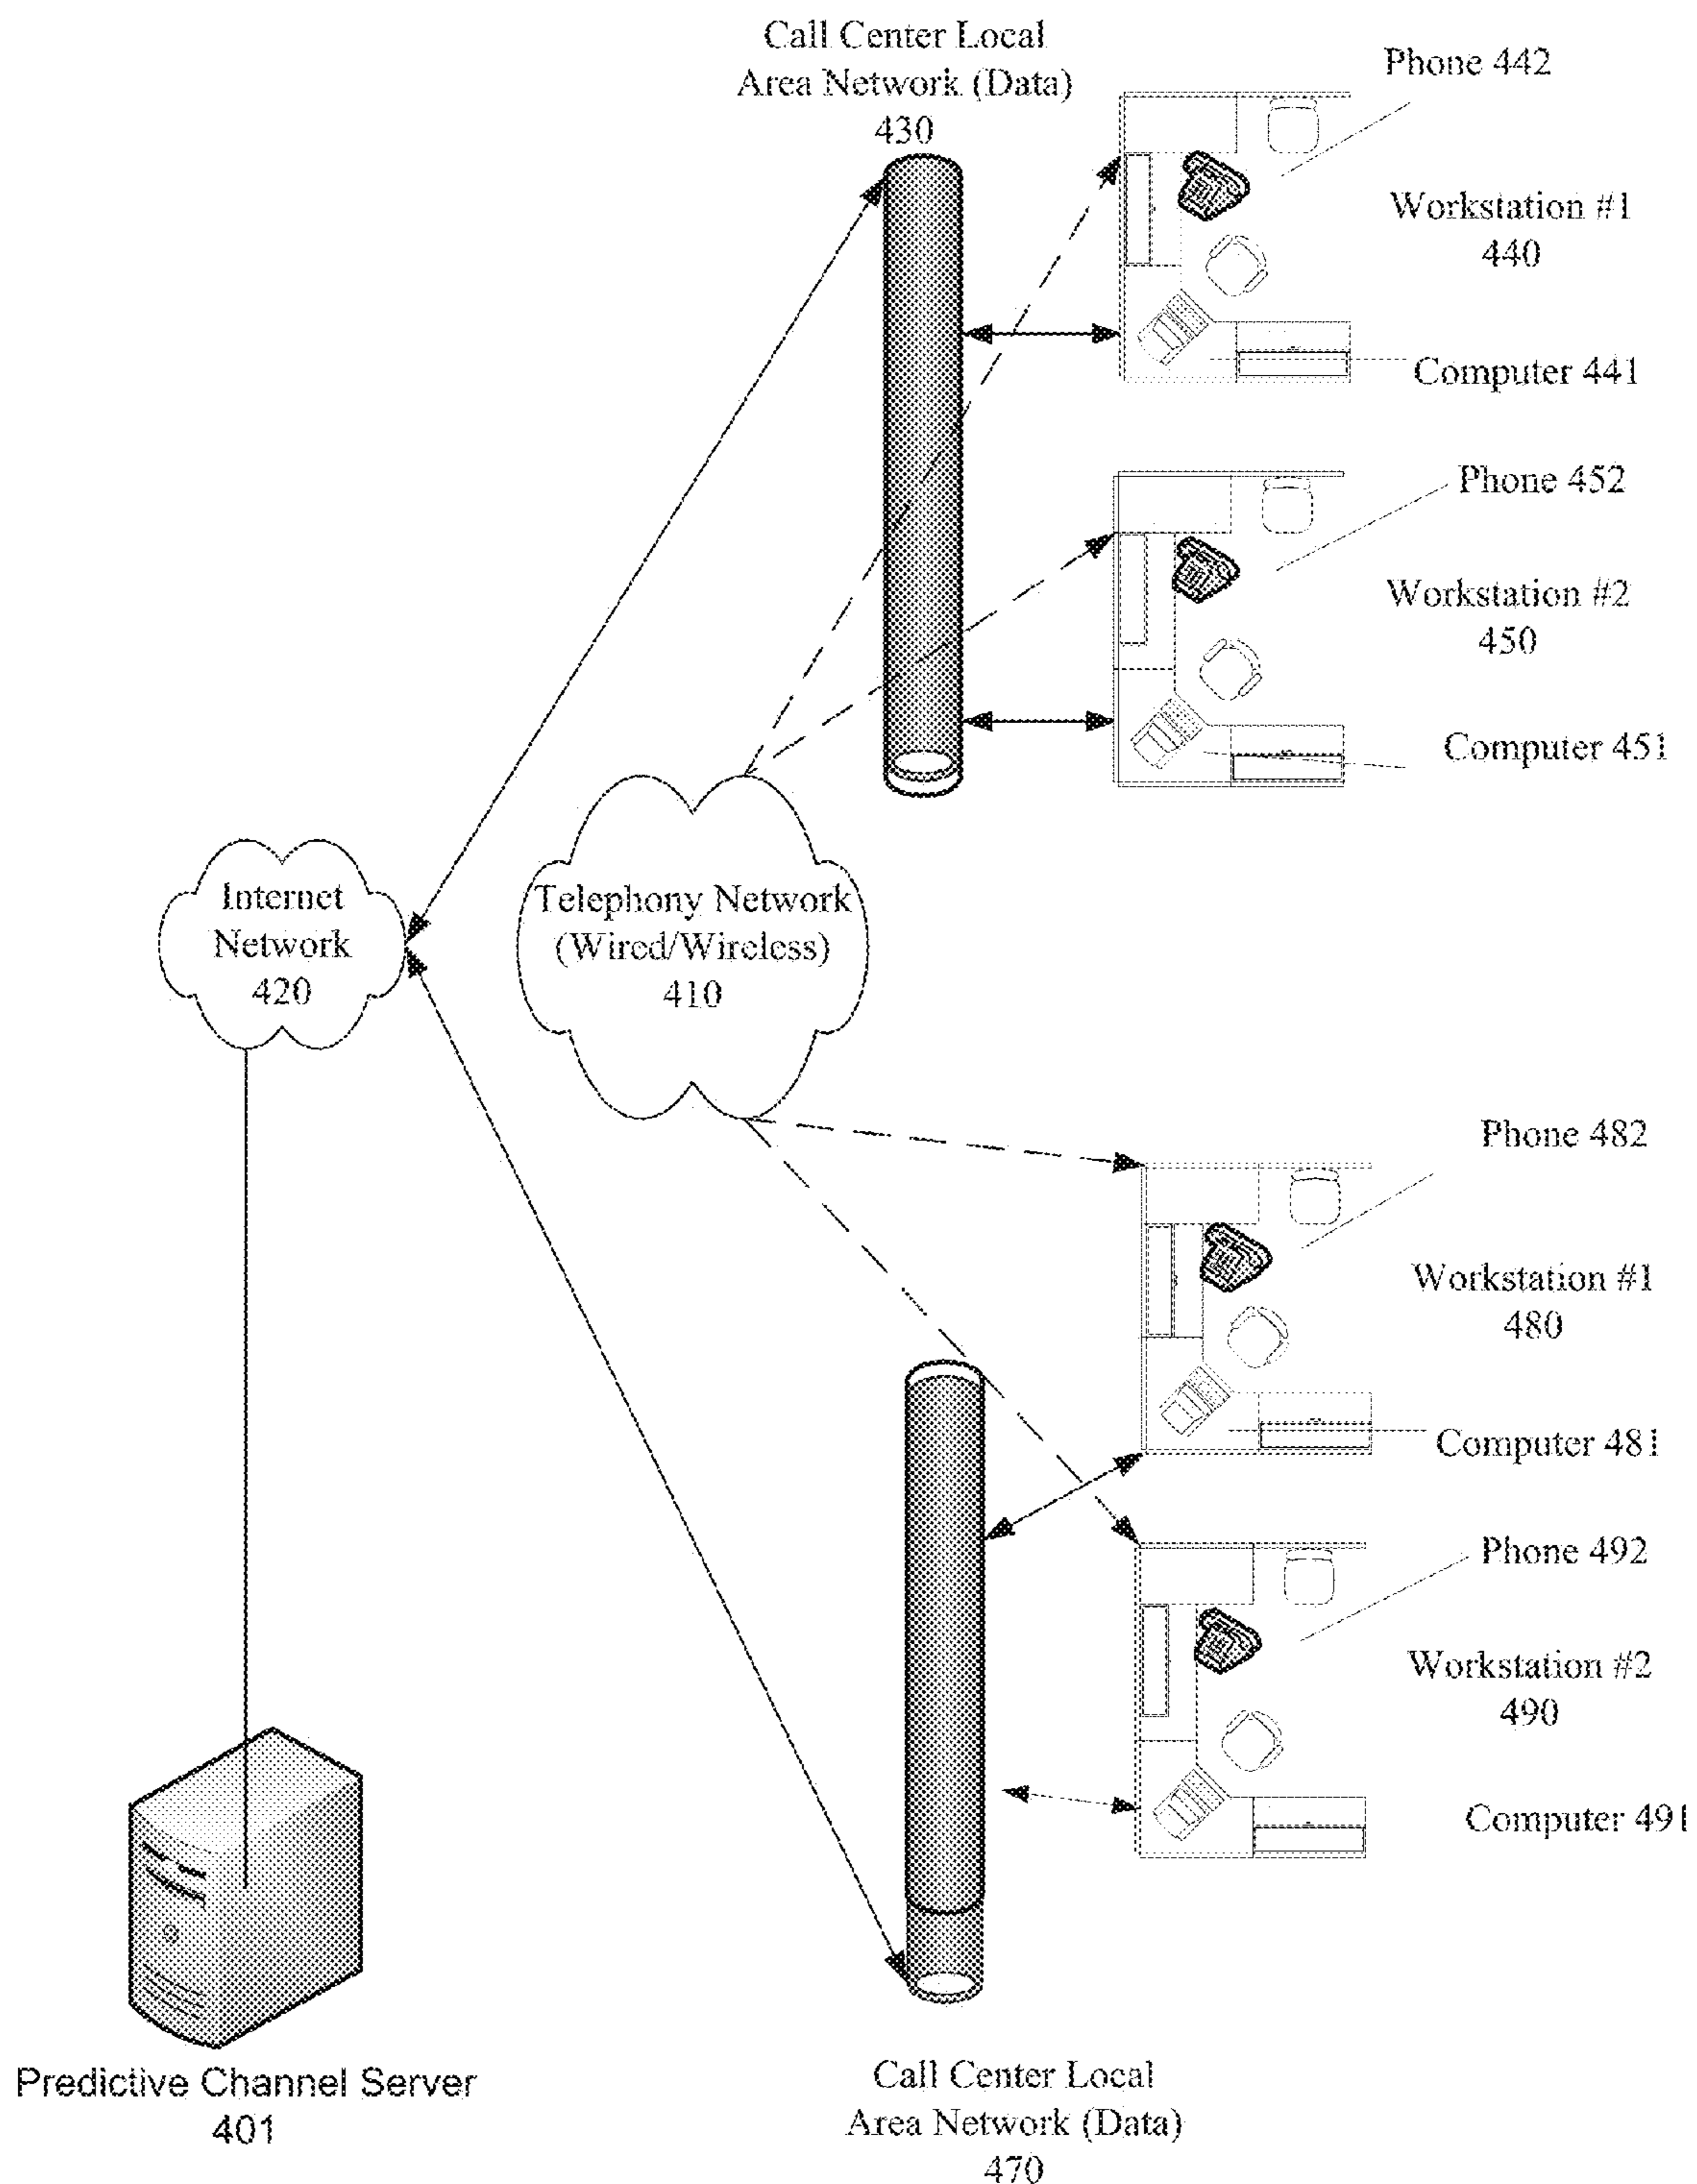 Call Center Local
Area Network (Data)
430
Phone 442
Workstation #1
440
Computer 441
Phone 452
Workstation #2
450
Computer 451
Internet
Network
420
Telephony Network
(Wired/Wireless)
410
Phone 482
Workstation #1
480
Computer 481
Phone 492
Workstation #2
490
Computer 491
Predictive Channel Server
401
Call Center Local
Area Network (Data)
470